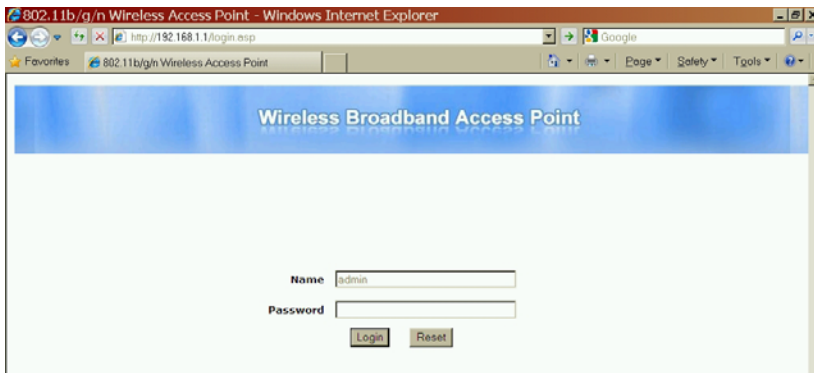 802.11b/g/n Wireless Access Point - Windows Internet Explorer
http://192.168.1.1/login.asp
Google
Favorites
802.11b/g/n Wireless Access Point
Page
Safety
Tools
Wireless Broadband Access Point
Name
admin
Password
Login
Reset